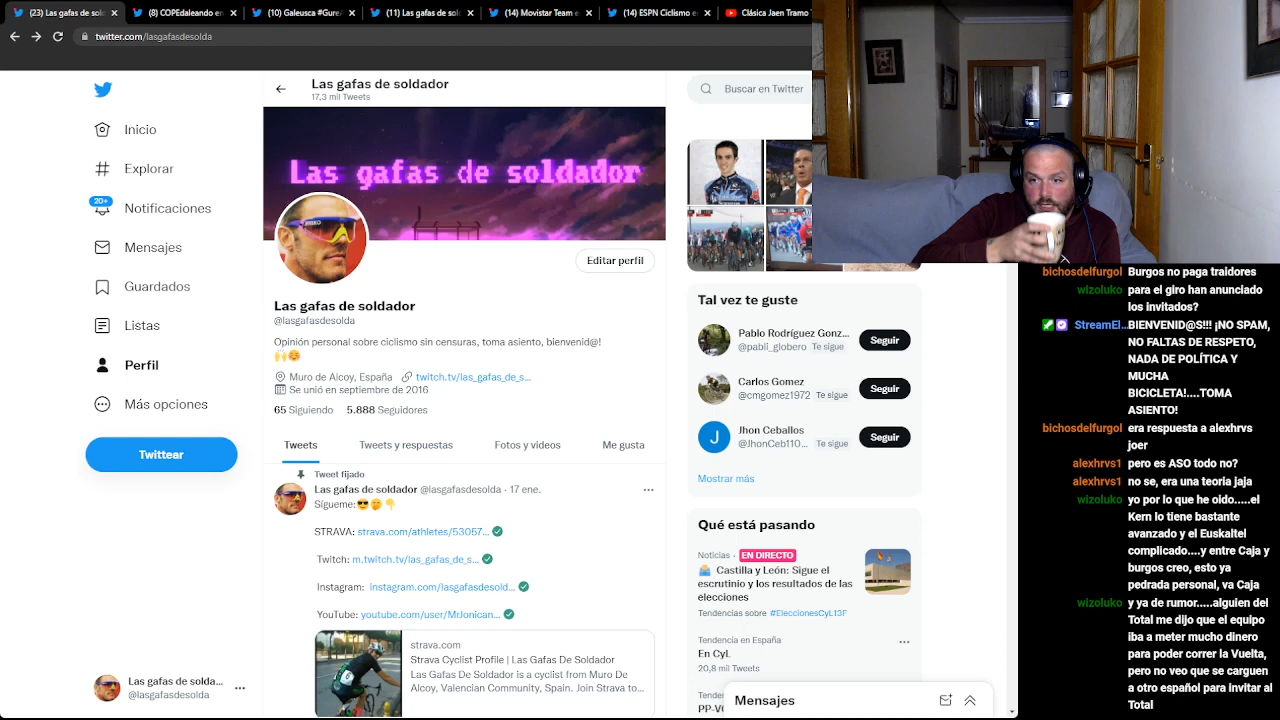 (23) Las gafas de sol
(8) COPEdaleando en
(10) Galeusca #GureA
(11) Las gafas de sol
(14) Movistar Team e
(14) ESPN Ciclismo e
Clásica Jaen Tramo
twitter.com/lasgafasdesolda
Las gafas de soldador
17,3 mil Tweets
Buscar en Twitter
Inicio
Explorar
20+
Notificaciones
Mensajes
Guardados
Listas
Perfil
Más opciones
Twittear
Las gafas de soldador
Editar perfil
Las gafas de soldador
@lasgafasdesolda
Opinión personal sobre ciclismo sin censuras, toma asiento, bienvenid@!
🙌☺️
Muro de Alcoy, España twitch.tv/las_gafas_de_s...
Se unió en septiembre de 2016
65 Siguiendo 5.888 Seguidores
Tweets Tweets y respuestas Fotos y videos Me gusta
Tweet fijado
Las gafas de soldador @lasgafasdesolda · 17 ene.
Sígueme:😎🤭👇
STRAVA: strava.com/athletes/53057...
Twitch: m.twitch.tv/las_gafas_de_s...
Instagram: instagram.com/lasgafasdesold...
YouTube: youtube.com/user/MrJonican...
strava.com
Strava Cyclist Profile | Las Gafas De Soldador
Las Gafas De Soldador is a cyclist from Muro De
Alcoy, Valencian Community, Spain. Join Strava to...
Las gafas de solda...
@lasgafasdesolda
Tal vez te guste
Pablo Rodríguez Gonz...
@pabli_globero Te sigue
Seguir
Carlos Gomez
@cmgomez1972 Te sigue
Seguir
J
Jhon Ceballos
@JhonCeb110... Te sigue
Seguir
Mostrar más
Qué está pasando
Noticias · EN DIRECTO
Castilla y León: Sigue el
escrutinio y los resultados de las
elecciones
Tendencias sobre #EleccionesCyL13F
Tendencia en España
En CyL
20,8 mil Tweets
Mensajes
bichosdelfurgol Burgos no paga traidores
wizoluko para el giro han anunciado
los invitados?
StreamEl... BIENVENID@S!!! ¡NO SPAM,
NO FALTAS DE RESPETO,
NADA DE POLÍTICA Y
MUCHA
BICICLETA!....TOMA
ASIENTO!
bichosdelfurgol era respuesta a alexhrvs
joer
alexhrvs1 pero es ASO todo no?
alexhrvs1 no se, era una teoria jaja
wizoluko yo por lo que he oido.....el
Kern lo tiene bastante
avanzado y el Euskaltel
complicado....y entre Caja y
burgos creo, esto ya
pedrada personal, va Caja
wizoluko y ya de rumor.....alguien del
Total me dijo que el equipo
iba a meter mucho dinero
para poder correr la Vuelta,
pero no veo que se carguen
a otro español para invitar al
Total